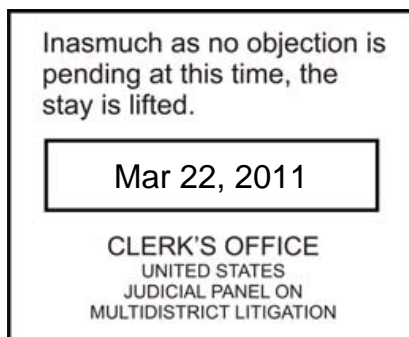 Inasmuch as no objection is
pending at this time, the
stay is lifted.
Mar 22, 2011
CLERK'S OFFICE
UNITED STATES
JUDICIAL PANEL ON
MULTIDISTRICT LITIGATION